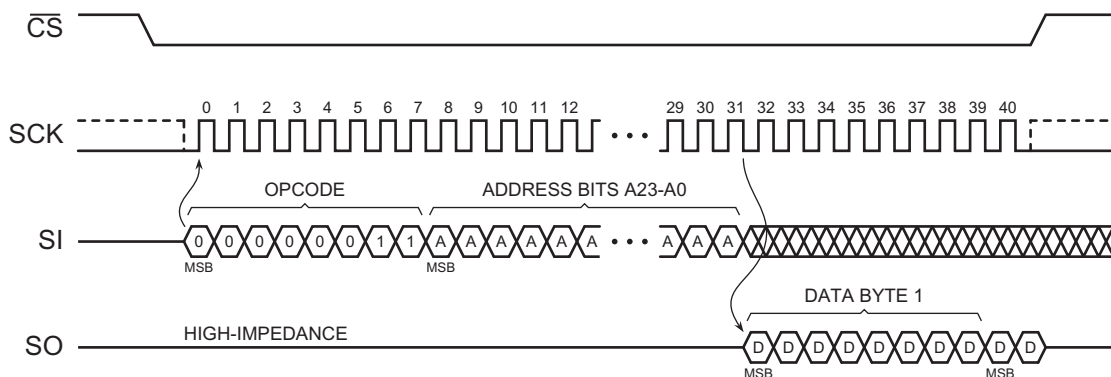 CS
0 1 2 3 4 5 6 7 8 9 10 11 12 29 30 31 32 33 34 35 36 37 38 39 40
SCK
OPCODE ADDRESS BITS A23-A0
SI 0 0 0 0 0 0 1 1 A A A A A A • • • A A A
MSB MSB
DATA BYTE 1
HIGH-IMPEDANCE
SO D D D D D D D D D D
MSB MSB